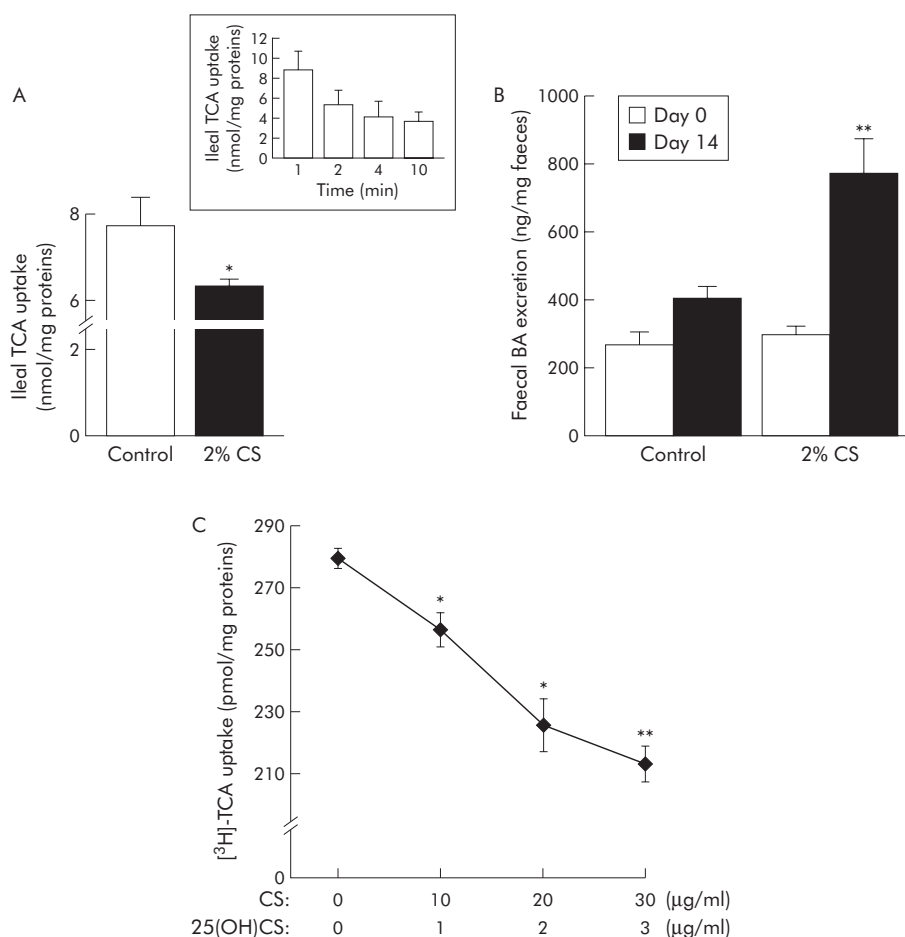 A
Ileal TCA uptake
(nmol/mg proteins)
8
6
2
0
Control
2% CS
*
Ileal TCA uptake
(nmol/mg proteins)
12
10
8
6
4
2
0
1
2
4
10
Time (min)
B
Faecal BA excretion (ng/mg faeces)
1000
800
600
400
200
0
Day 0
Day 14
**
Control
2% CS
C
[³H]-TCA uptake (pmol/mg proteins)
290
270
250
230
210
0
*
*
**
CS: 0 10 20 30 (µg/ml)
25(OH)CS: 0 1 2 3 (µg/ml)